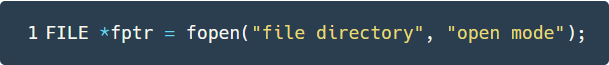 1 FILE *fptr = fopen("file directory", "open mode");